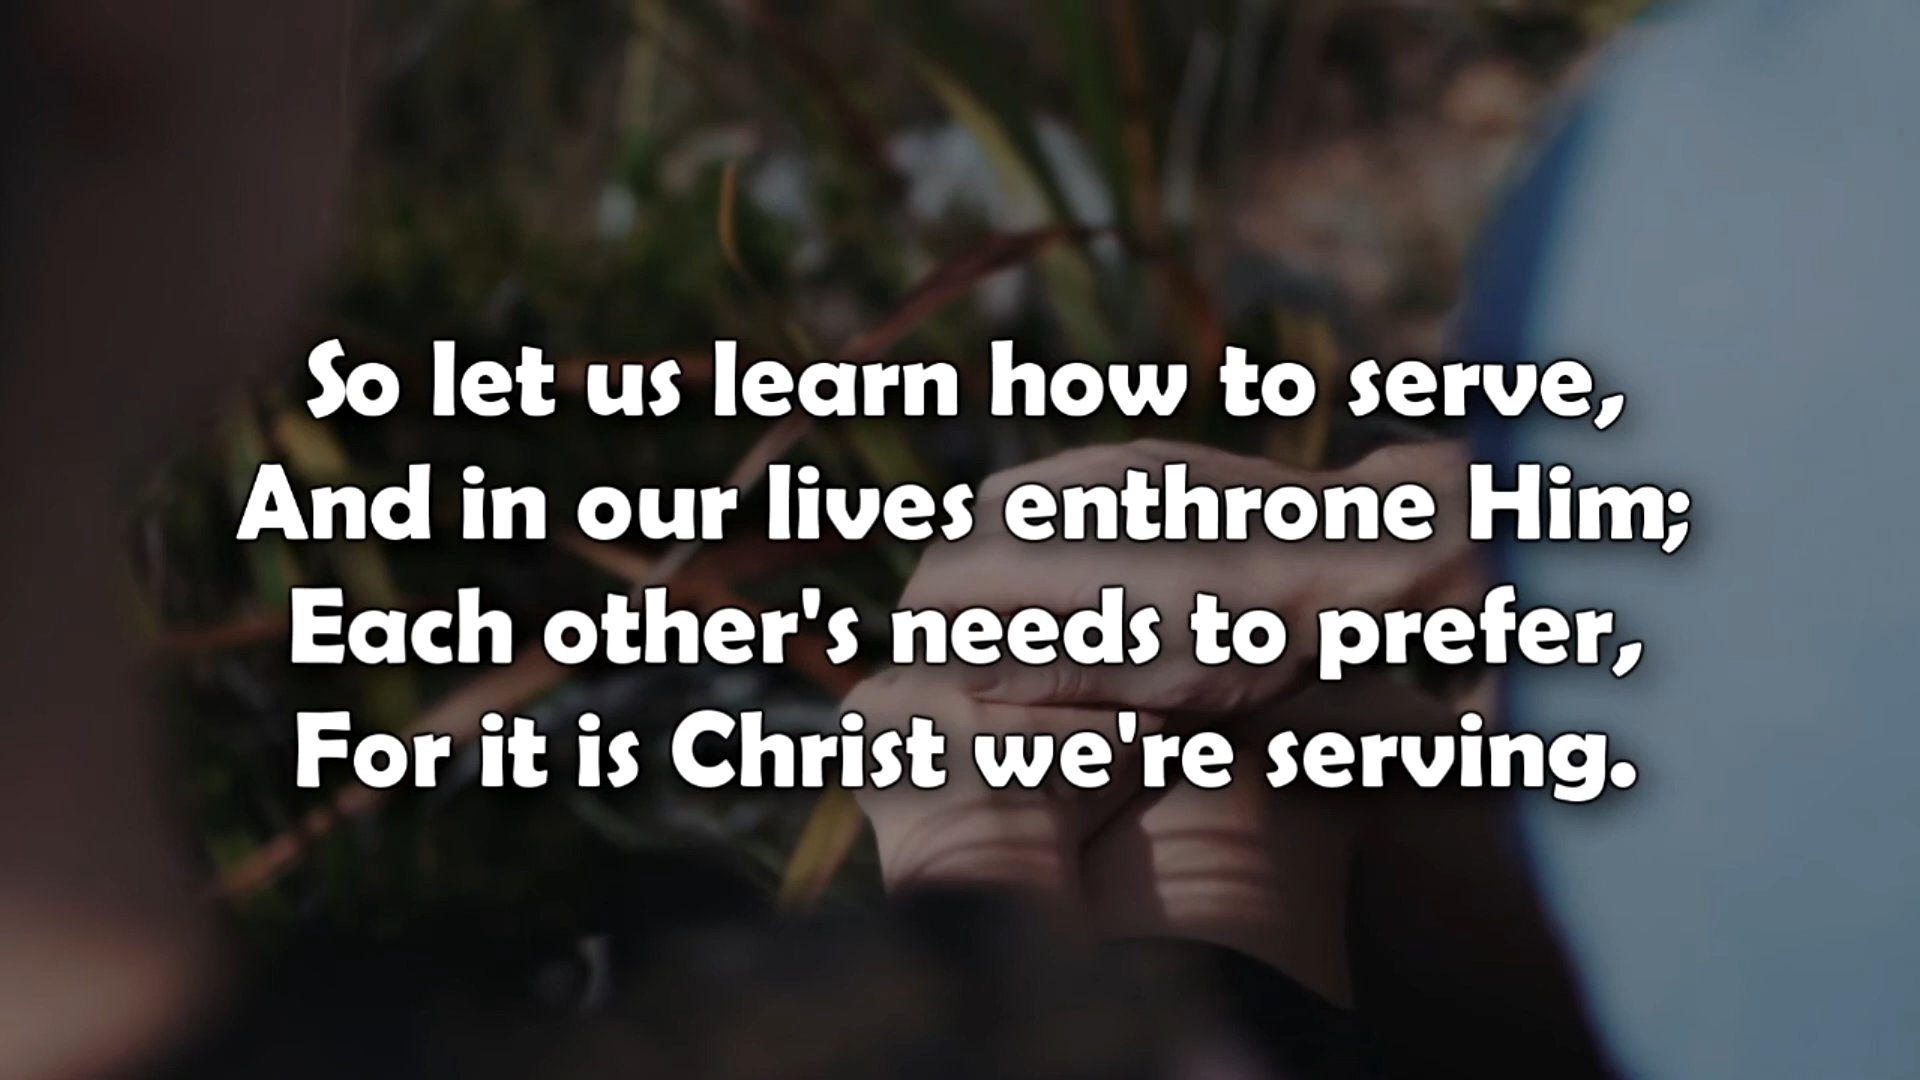 So let us learn how to serve,
And in our lives enthrone Him;
Each other's needs to prefer,
For it is Christ we're serving.